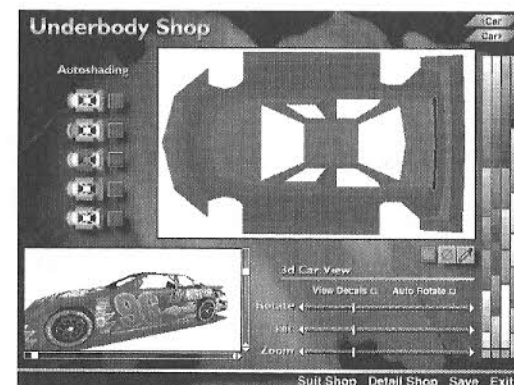 Underbody Shop
‹Car
Car›
Autoshading
3d Car View
View Decals
Auto Rotate
Rotate
Zoom
96
Suit Shop Detail Shop Save Exit